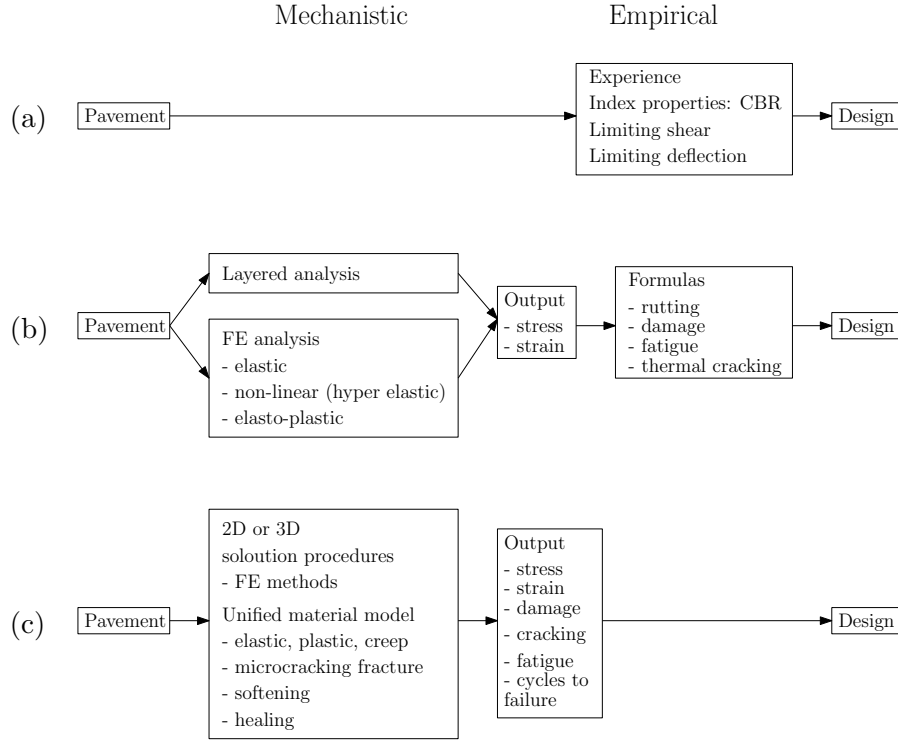 Mechanistic
Empirical
(a)
Pavement
Experience
Index properties: CBR
Limiting shear
Limiting deflection
Design
(b)
Pavement
Layered analysis
FE analysis
- elastic
- non-linear (hyper elastic)
- elasto-plastic
Output
- stress
- strain
Formulas
- rutting
- damage
- fatigue
- thermal cracking
Design
(c)
Pavement
2D or 3D
soloution procedures
- FE methods
Unified material model
- elastic, plastic, creep
- microcracking fracture
- softening
- healing
Output
- stress
- strain
- damage
- cracking
- fatigue
- cycles to
failure
Design